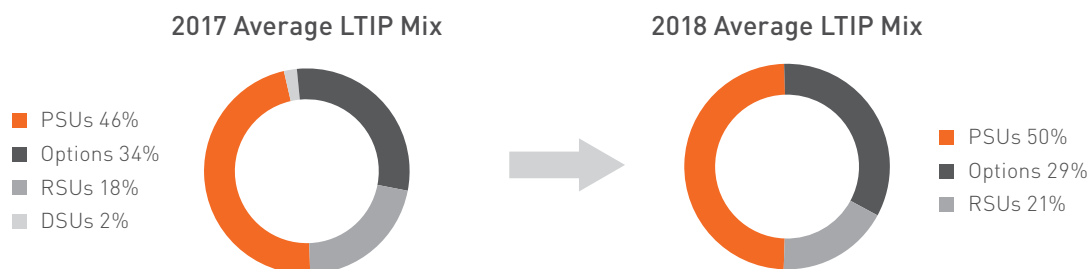 2017 Average LTIP Mix
PSUs 46%
Options 34%
RSUs 18%
DSUs 2%
2018 Average LTIP Mix
PSUs 50%
Options 29%
RSUs 21%